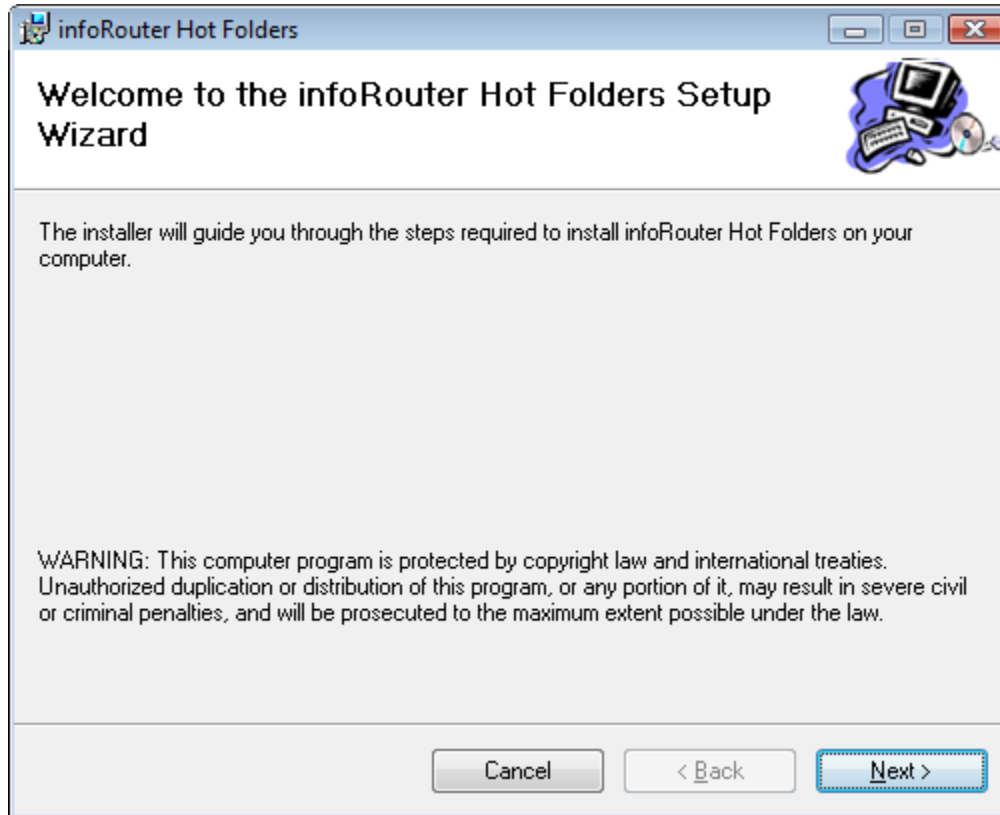 infoRouter Hot Folders
Welcome to the infoRouter Hot Folders Setup
Wizard
The installer will guide you through the steps required to install infoRouter Hot Folders on your
computer.
WARNING: This computer program is protected by copyright law and international treaties.
Unauthorized duplication or distribution of this program, or any portion of it, may result in severe civil
or criminal penalties, and will be prosecuted to the maximum extent possible under the law.
Cancel < Back Next >